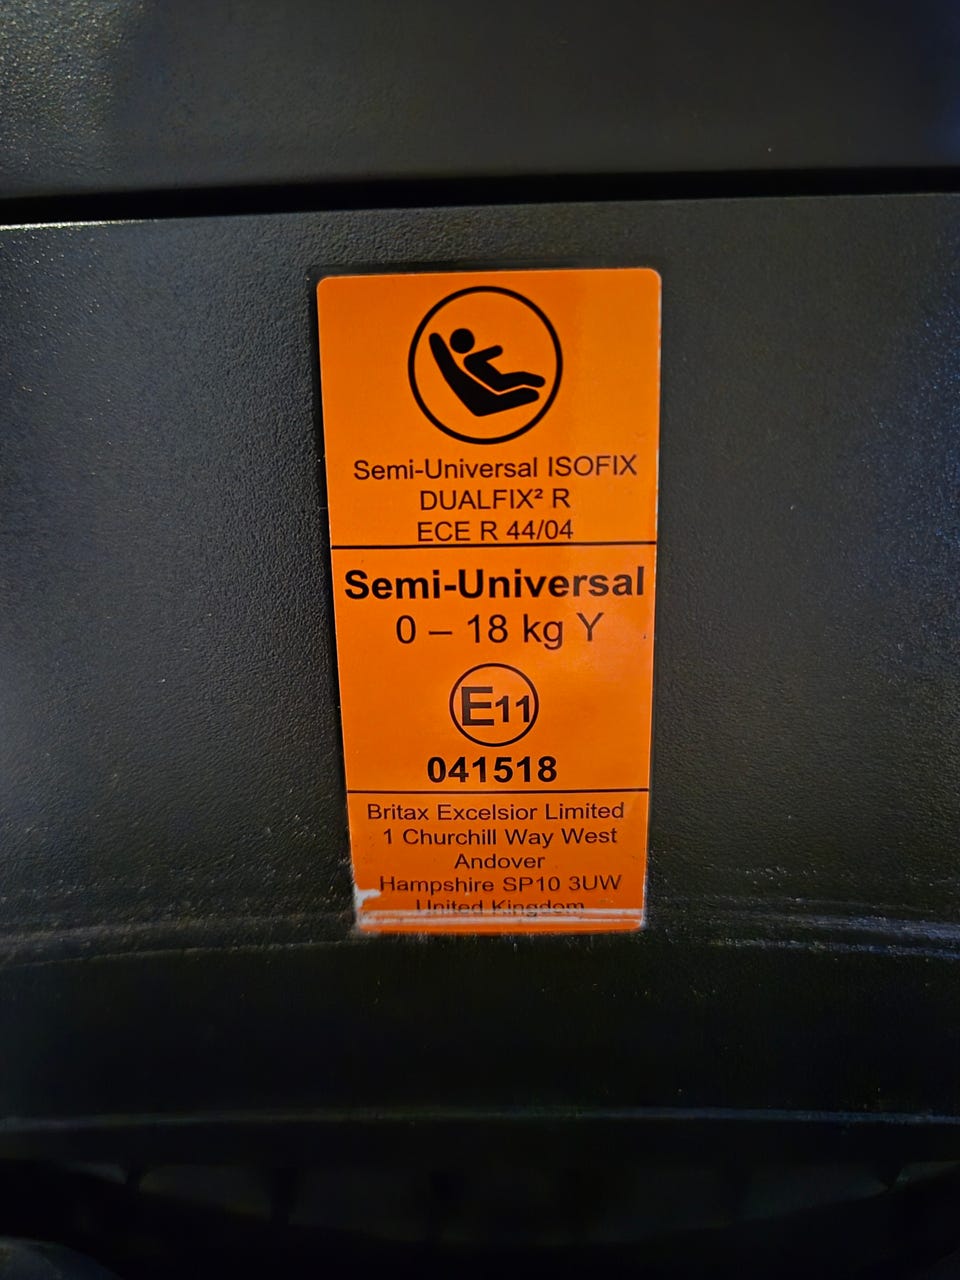 Semi-Universal ISOFIX
DUALFIX² R
ECE R 44/04
Semi-Universal
0 – 18 kg Y
E11
041518
Britax Excelsior Limited
1 Churchill Way West
Andover
Hampshire SP10 3UW
United Kingdom